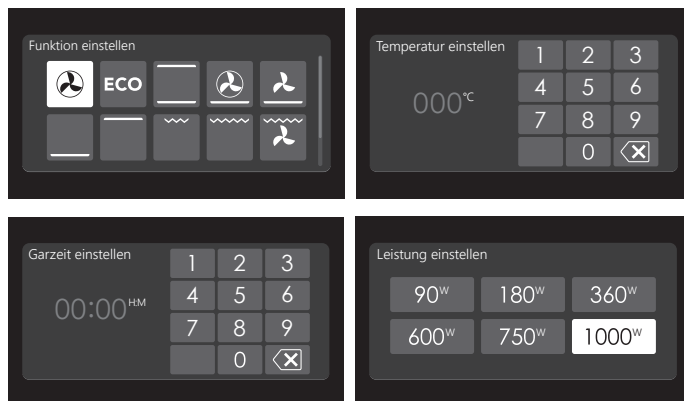 Funktion einstellen
ECO
Temperatur einstellen
000°C
1 2 3
4 5 6
7 8 9
0
Garzeit einstellen
00:00 H:M
1 2 3
4 5 6
7 8 9
0
Leistung einstellen
90W 180W 360W
600W 750W 1000W